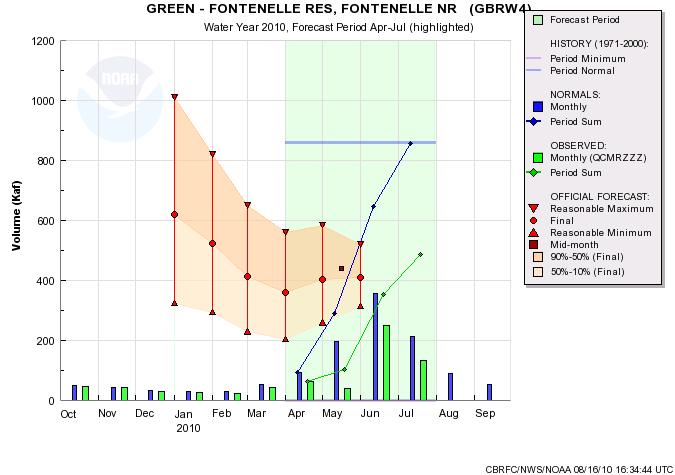 GREEN - FONTENELLE RES, FONTENELLE NR (GBRW4)
Water Year 2010, Forecast Period Apr-Jul (highlighted)
1200
1000
800
600
400
200
0
Volume (Kaf)
NOAA
Oct Nov Dec Jan Feb Mar Apr May Jun Jul Aug Sep
2010
Forecast Period
HISTORY (1971-2000):
Period Minimum
Period Normal
NORMALS:
Monthly
Period Sum
OBSERVED:
Monthly (QCMRZZZ)
Period Sum
OFFICIAL FORECAST:
Reasonable Maximum
Final
Reasonable Minimum
Mid-month
90%-50% (Final)
50%-10% (Final)
CBRFC/NWS/NOAA 08/16/10 16:34:44 UTC